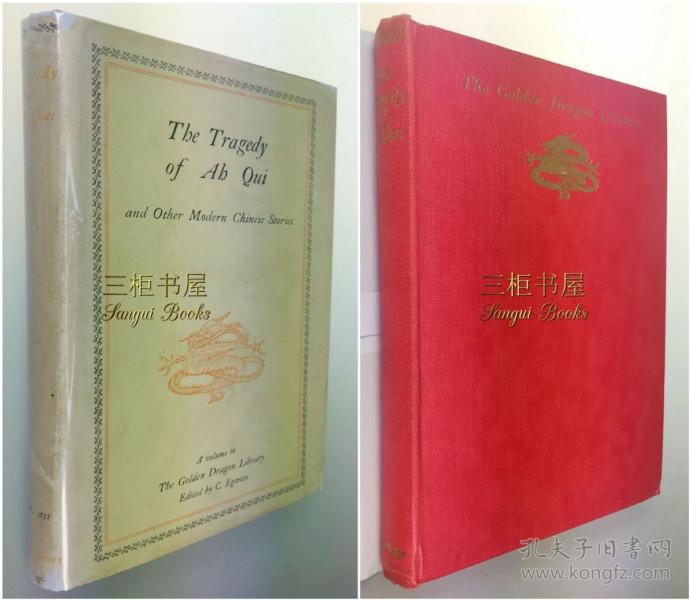 The Tragedy
of Ah Qui
and Other Modern Chinese Stories
三柜书屋
Sangui Books
A volume in
The Golden Dragon Library
Edited by C. Egerton
net
The Golden Dragon Library
三柜书屋
Sangui Books
孔夫子旧书网
www.kongfz.com